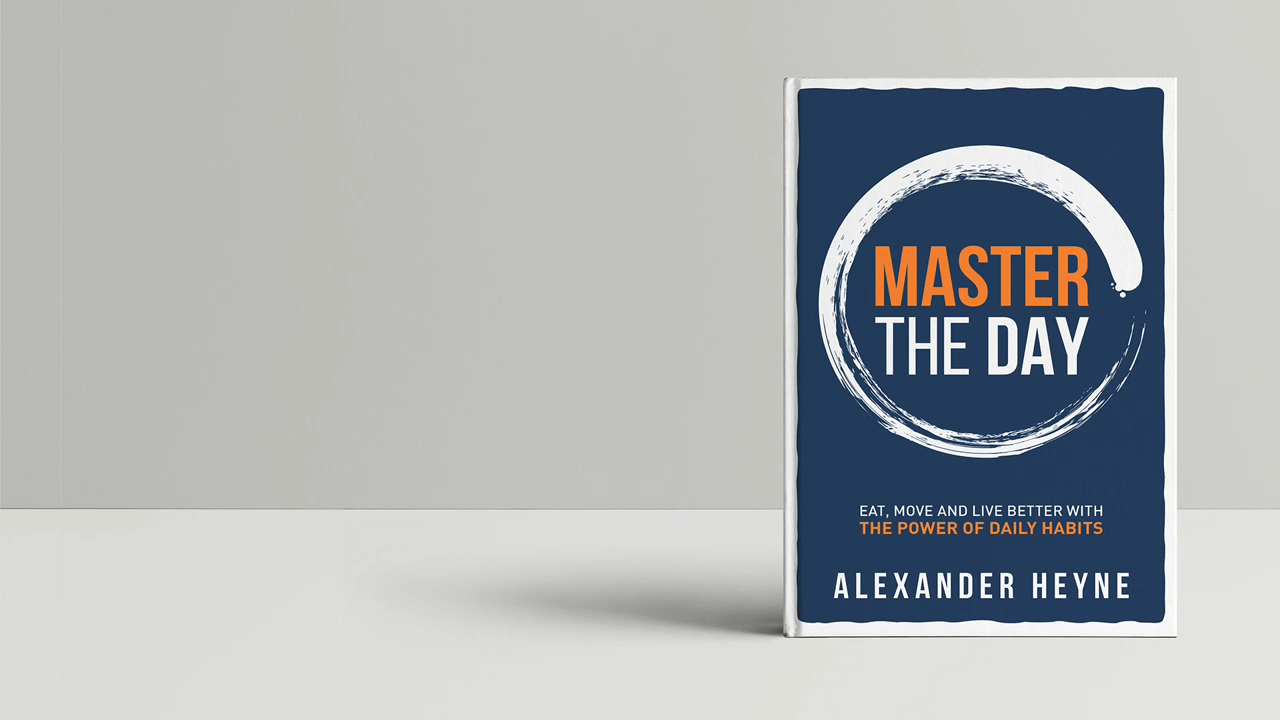 MASTER
THE DAY
EAT, MOVE AND LIVE BETTER WITH
THE POWER OF DAILY HABITS
ALEXANDER HEYNE